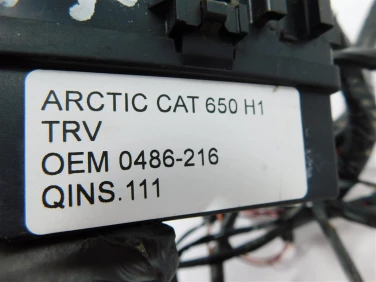 ARCTIC CAT 650 H1
TRV
OEM 0486-216
QINS.111